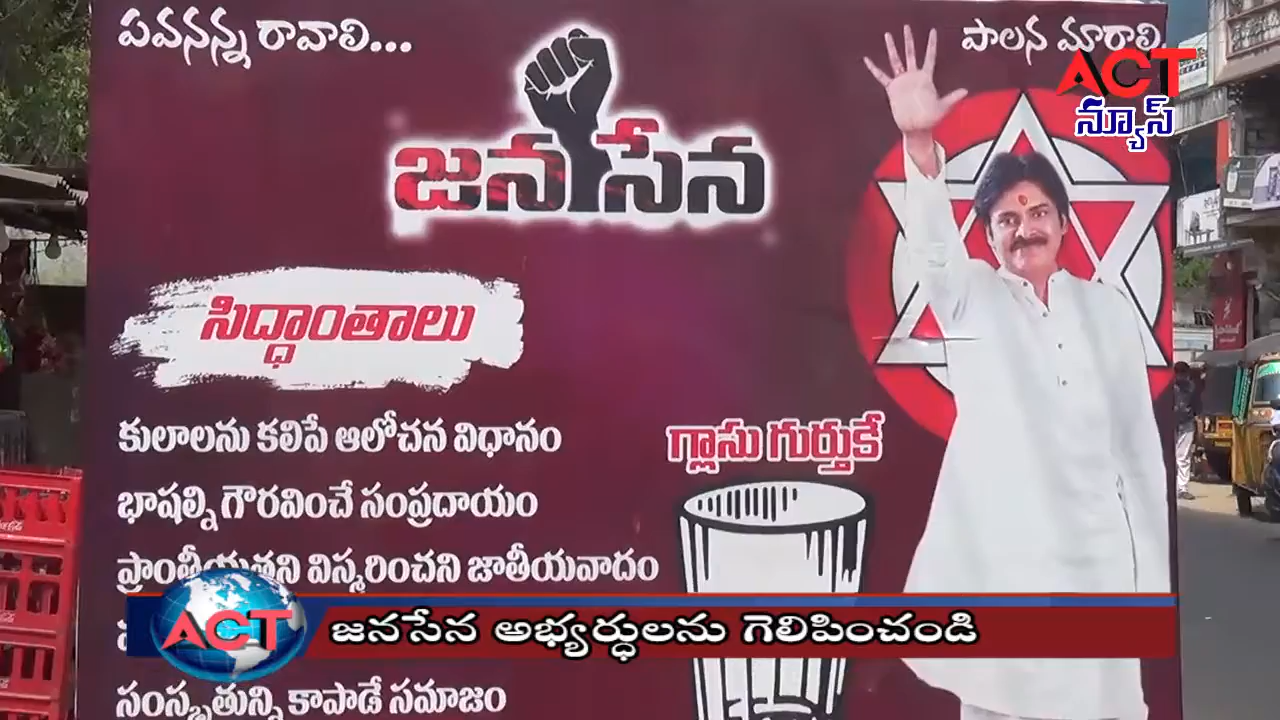 పవనన్న రావాలి...
పాలన మారాలి
ACT
న్యూస్
జనసేన
సిద్ధాంతాలు
కులాలను కలిపే ఆలోచన విధానం
గ్లాసు గుర్తుకే
భాషల్ని గౌరవించే సంప్రదాయం
ప్రాంతీయతని విస్మరించని జాతీయవాదం
ACT
జనసేన అభ్యర్ధులను గెలిపించండి
సంస్కృతుల్ని కాపాడే సమాజం